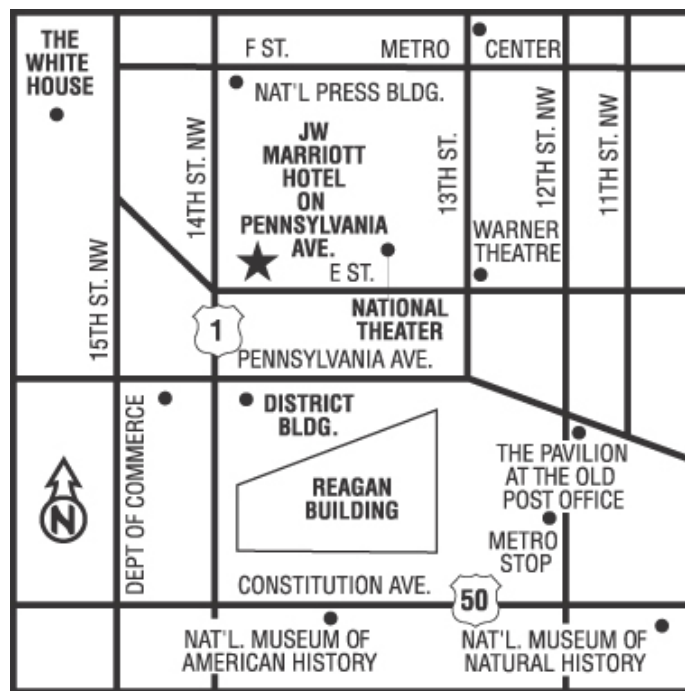 THE
WHITE
HOUSE
F ST.
METRO
CENTER
NAT'L PRESS BLDG.
14TH ST. NW
JW
MARRIOTT
HOTEL
ON
PENNSYLVANIA
AVE.
13TH ST.
12TH ST. NW
11TH ST. NW
WARNER
THEATRE
E ST.
15TH ST. NW
1
NATIONAL
THEATER
PENNSYLVANIA AVE.
DEPT OF COMMERCE
DISTRICT
BLDG.
REAGAN
BUILDING
THE PAVILION
AT THE OLD
POST OFFICE
N
METRO
STOP
CONSTITUTION AVE.
50
NAT'L. MUSEUM OF
AMERICAN HISTORY
NAT'L. MUSEUM OF
NATURAL HISTORY